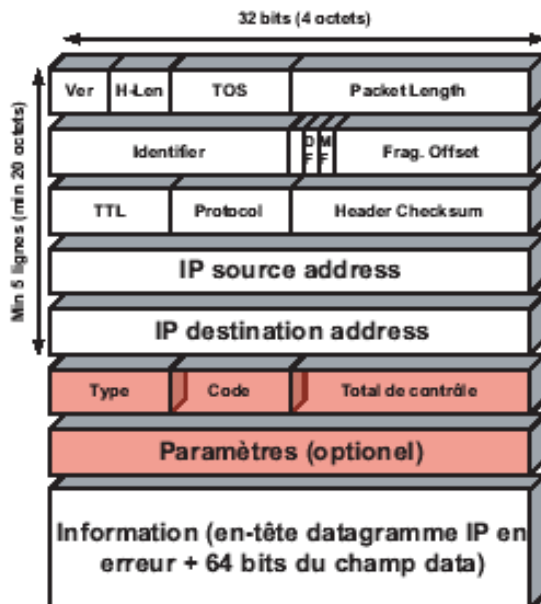 32 bits (4 octets)
Min 5 lignes (min 20 octets)
Ver H-Len TOS Packet Length
Identifier DF MF Frag. Offset
TTL Protocol Header Checksum
IP source address
IP destination address
Type Code Total de contrôle
Paramètres (optionel)
Information (en-tête datagramme IP en
erreur + 64 bits du champ data)